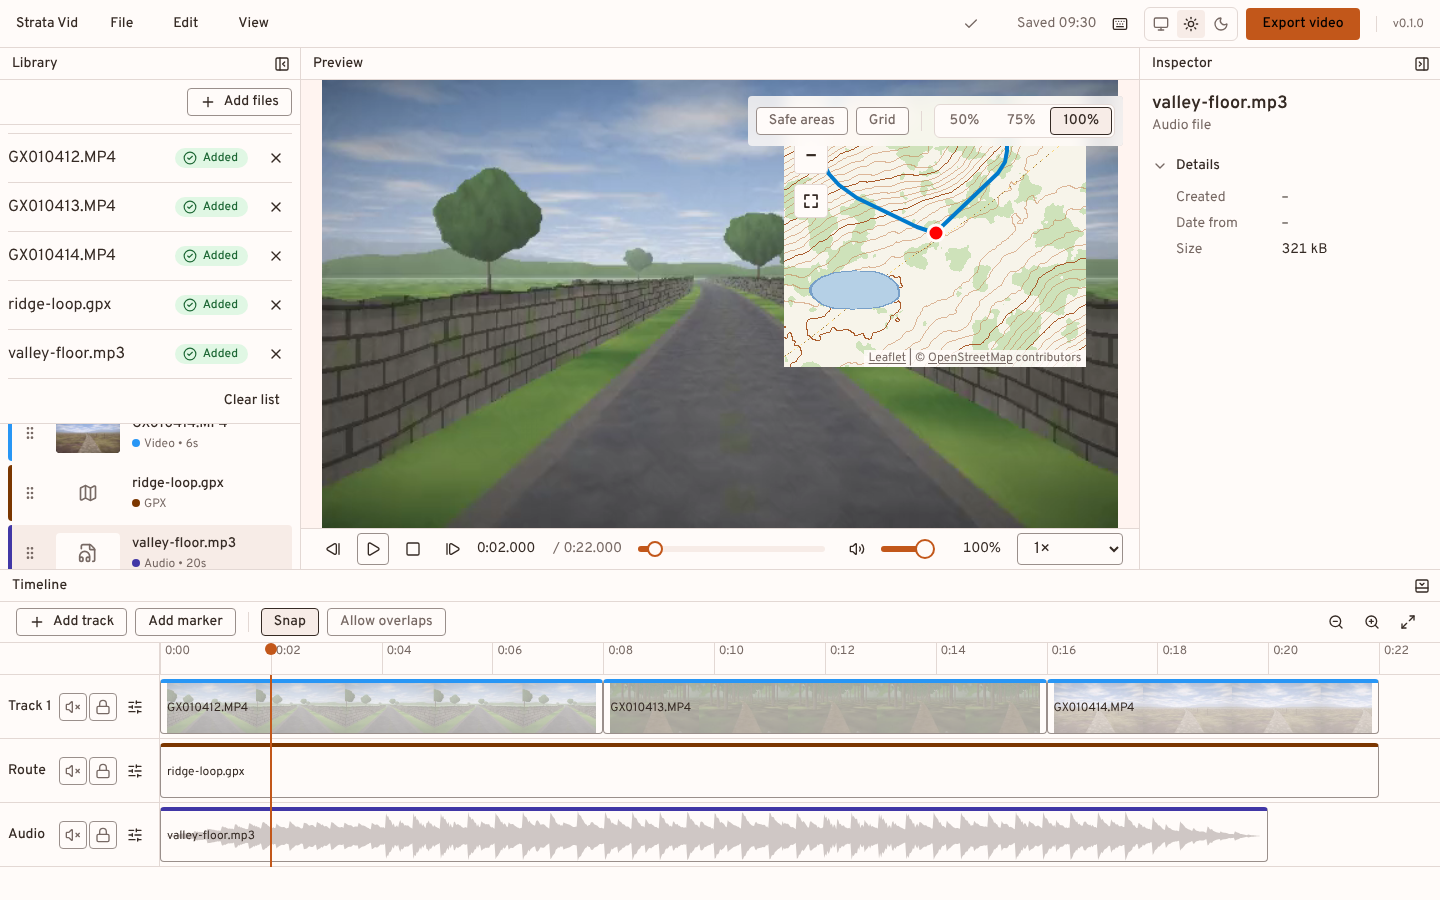 Strata Vid File Edit View Saved 09:30 Export video v0.1.0
Library
Add files
GX010412.MP4 Added
GX010413.MP4 Added
GX010414.MP4 Added
ridge-loop.gpx Added
valley-floor.mp3 Added
Clear list
GX010414.MP4
Video • 6s
ridge-loop.gpx
GPX
valley-floor.mp3
Audio • 20s
Preview
Safe areas Grid 50% 75% 100%
Leaflet | © OpenStreetMap contributors
0:02.000 / 0:22.000 100% 1×
Inspector
valley-floor.mp3
Audio file
Details
Created –
Date from –
Size 321 kB
Timeline
Add track Add marker Snap Allow overlaps
0:00 0:02 0:04 0:06 0:08 0:10 0:12 0:14 0:16 0:18 0:20 0:22
Track 1 GX010412.MP4 GX010413.MP4 GX010414.MP4
Route ridge-loop.gpx
Audio valley-floor.mp3